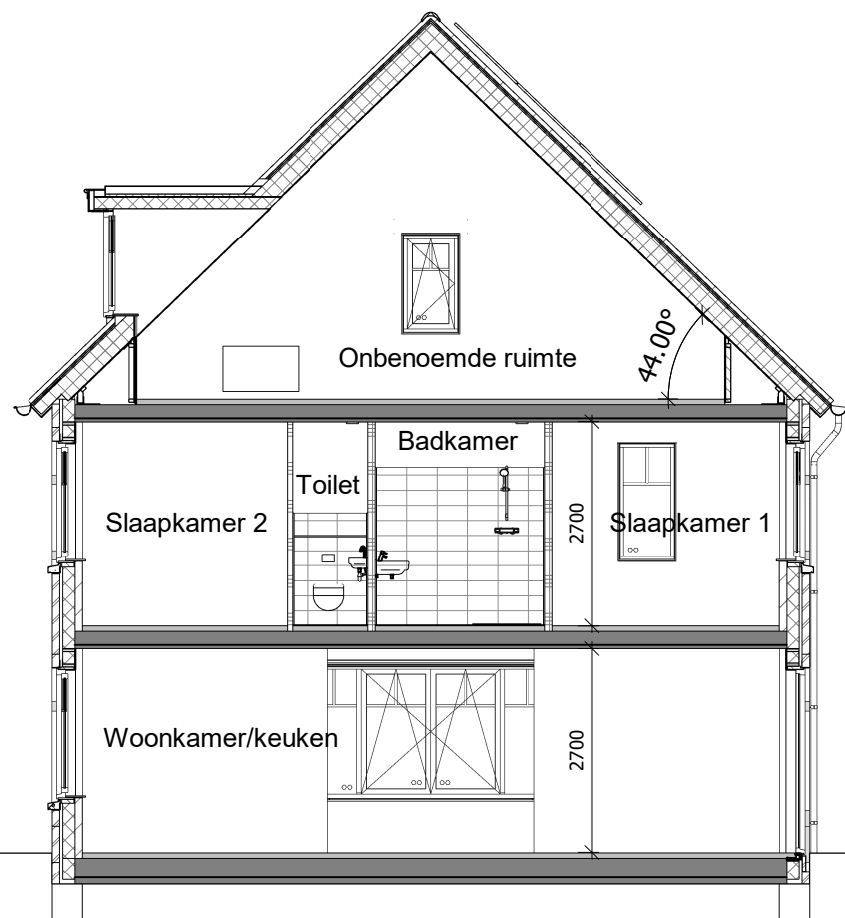 Onbenoemde ruimte
44.00°
Badkamer
Toilet
Slaapkamer 2
2700
Slaapkamer 1
Woonkamer/keuken
2700